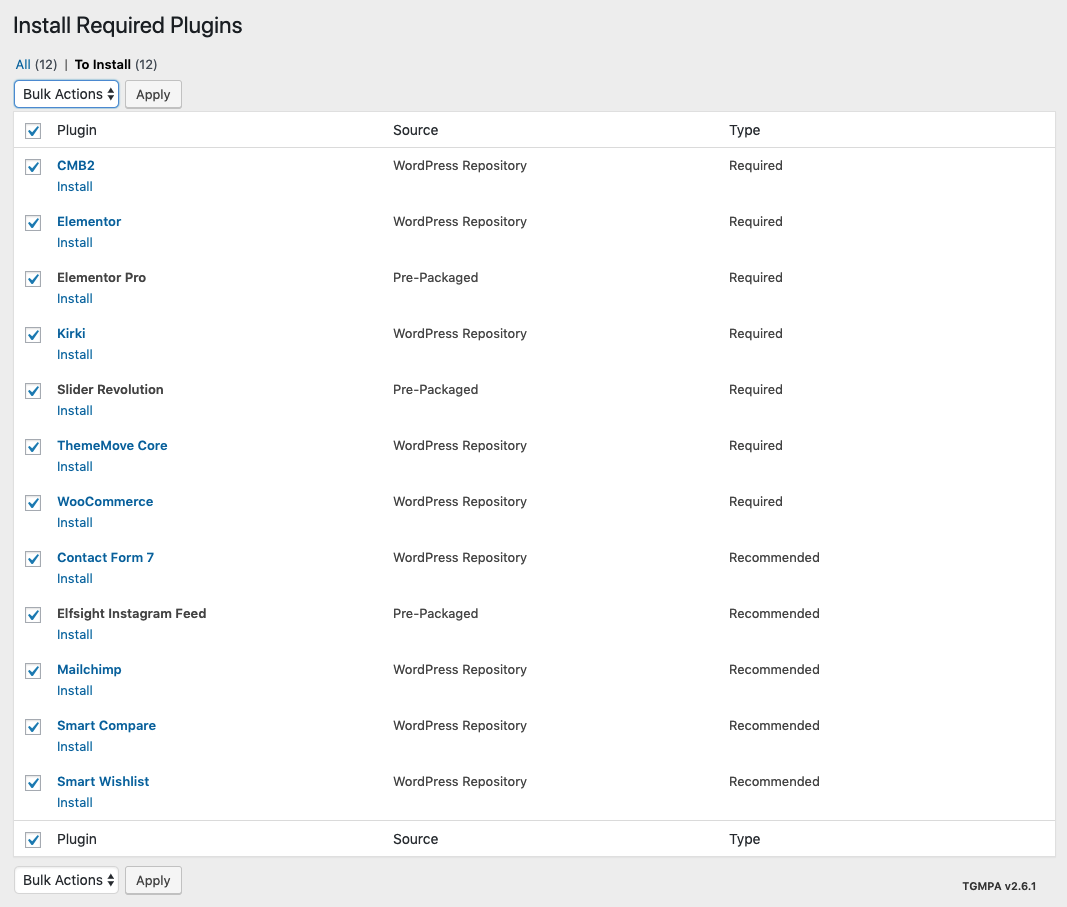 Install Required Plugins
All (12) | To Install (12)
Bulk Actions Apply
Plugin Source Type
CMB2 WordPress Repository Required
Install
Elementor WordPress Repository Required
Install
Elementor Pro Pre-Packaged Required
Install
Kirki WordPress Repository Required
Install
Slider Revolution Pre-Packaged Required
Install
ThemeMove Core WordPress Repository Required
Install
WooCommerce WordPress Repository Required
Install
Contact Form 7 WordPress Repository Recommended
Install
Elfsight Instagram Feed Pre-Packaged Recommended
Install
Mailchimp WordPress Repository Recommended
Install
Smart Compare WordPress Repository Recommended
Install
Smart Wishlist WordPress Repository Recommended
Install
Plugin Source Type
Bulk Actions Apply
TGMPA v2.6.1